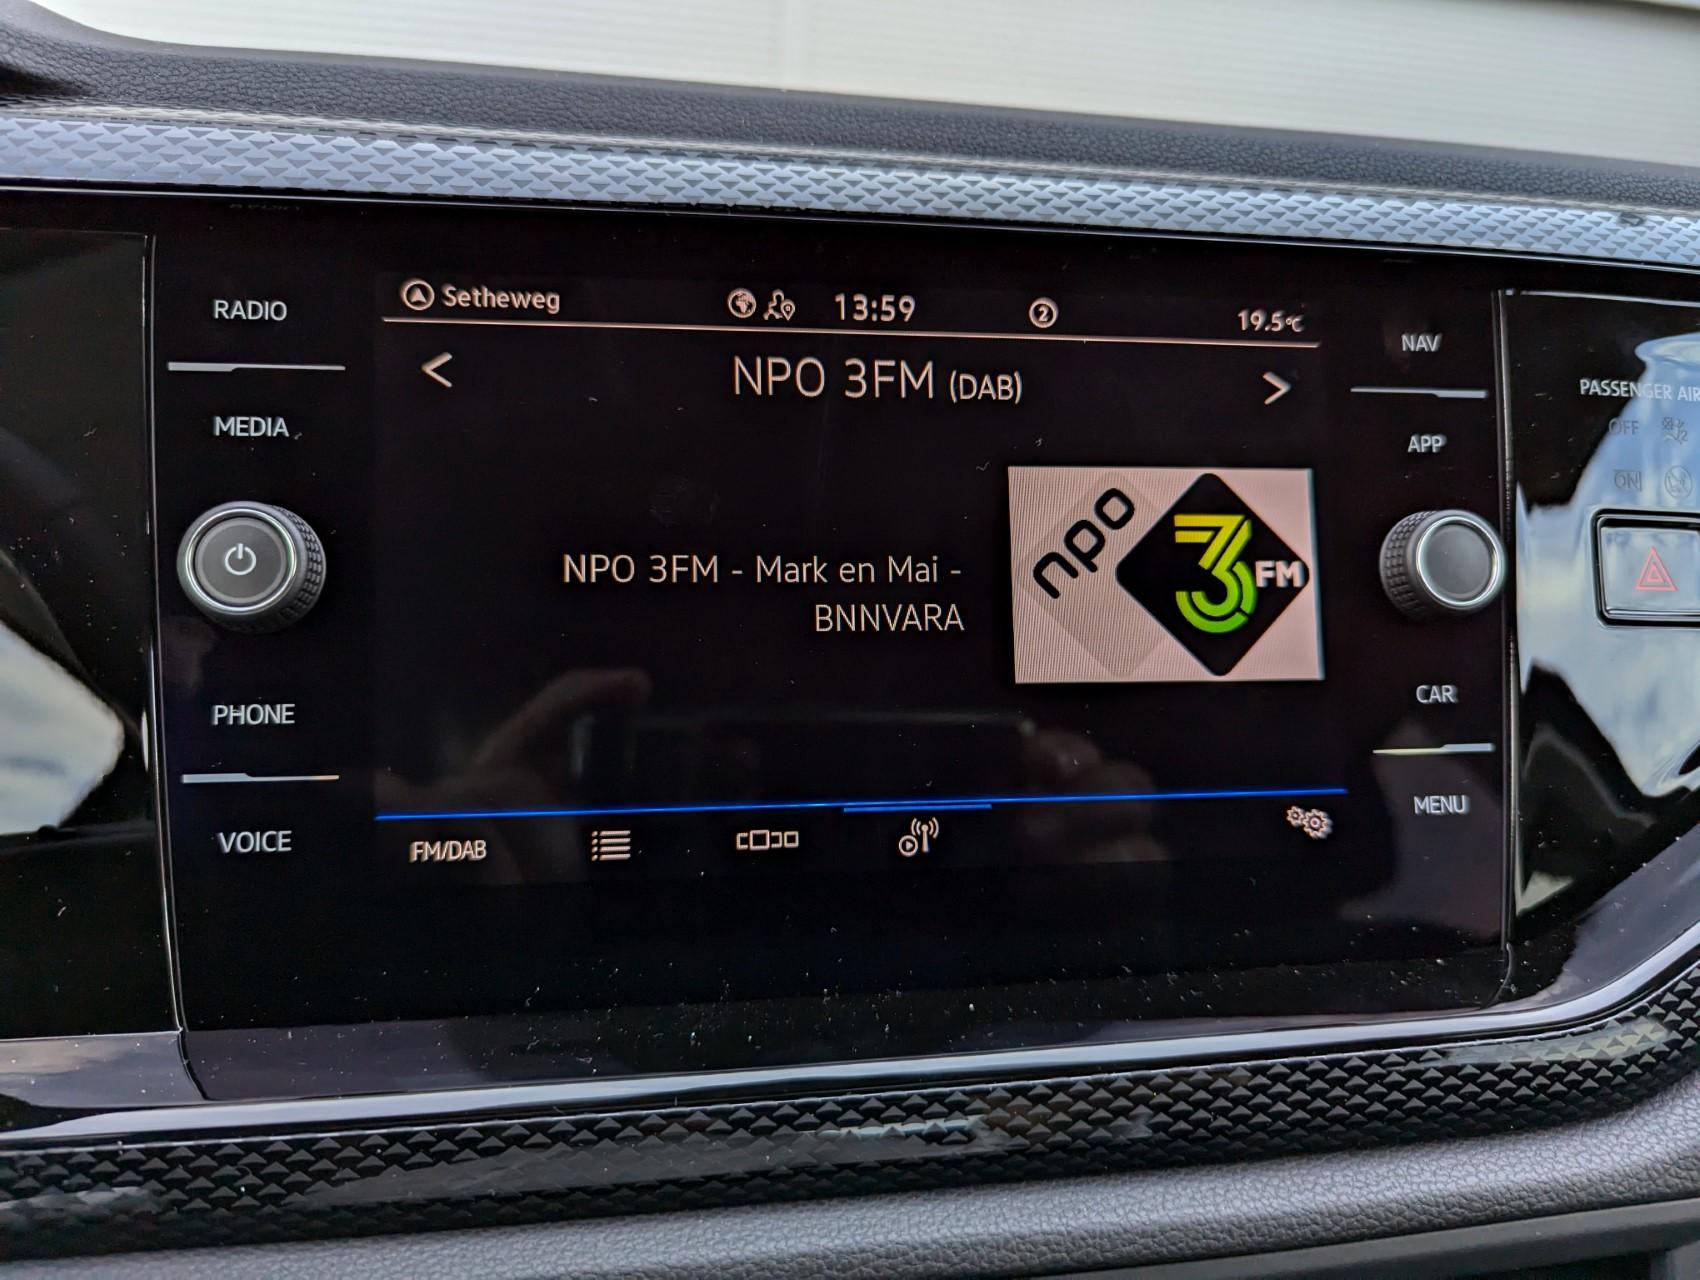 RADIO
MEDIA
PHONE
VOICE
Setheweg
13:59
2
19.5°C
< NPO 3FM (DAB) >
NPO 3FM - Mark en Mai -
BNNVARA
npo
3FM
FM/DAB
NAV
APP
CAR
MENU
PASSENGER AIR
OFF
ON